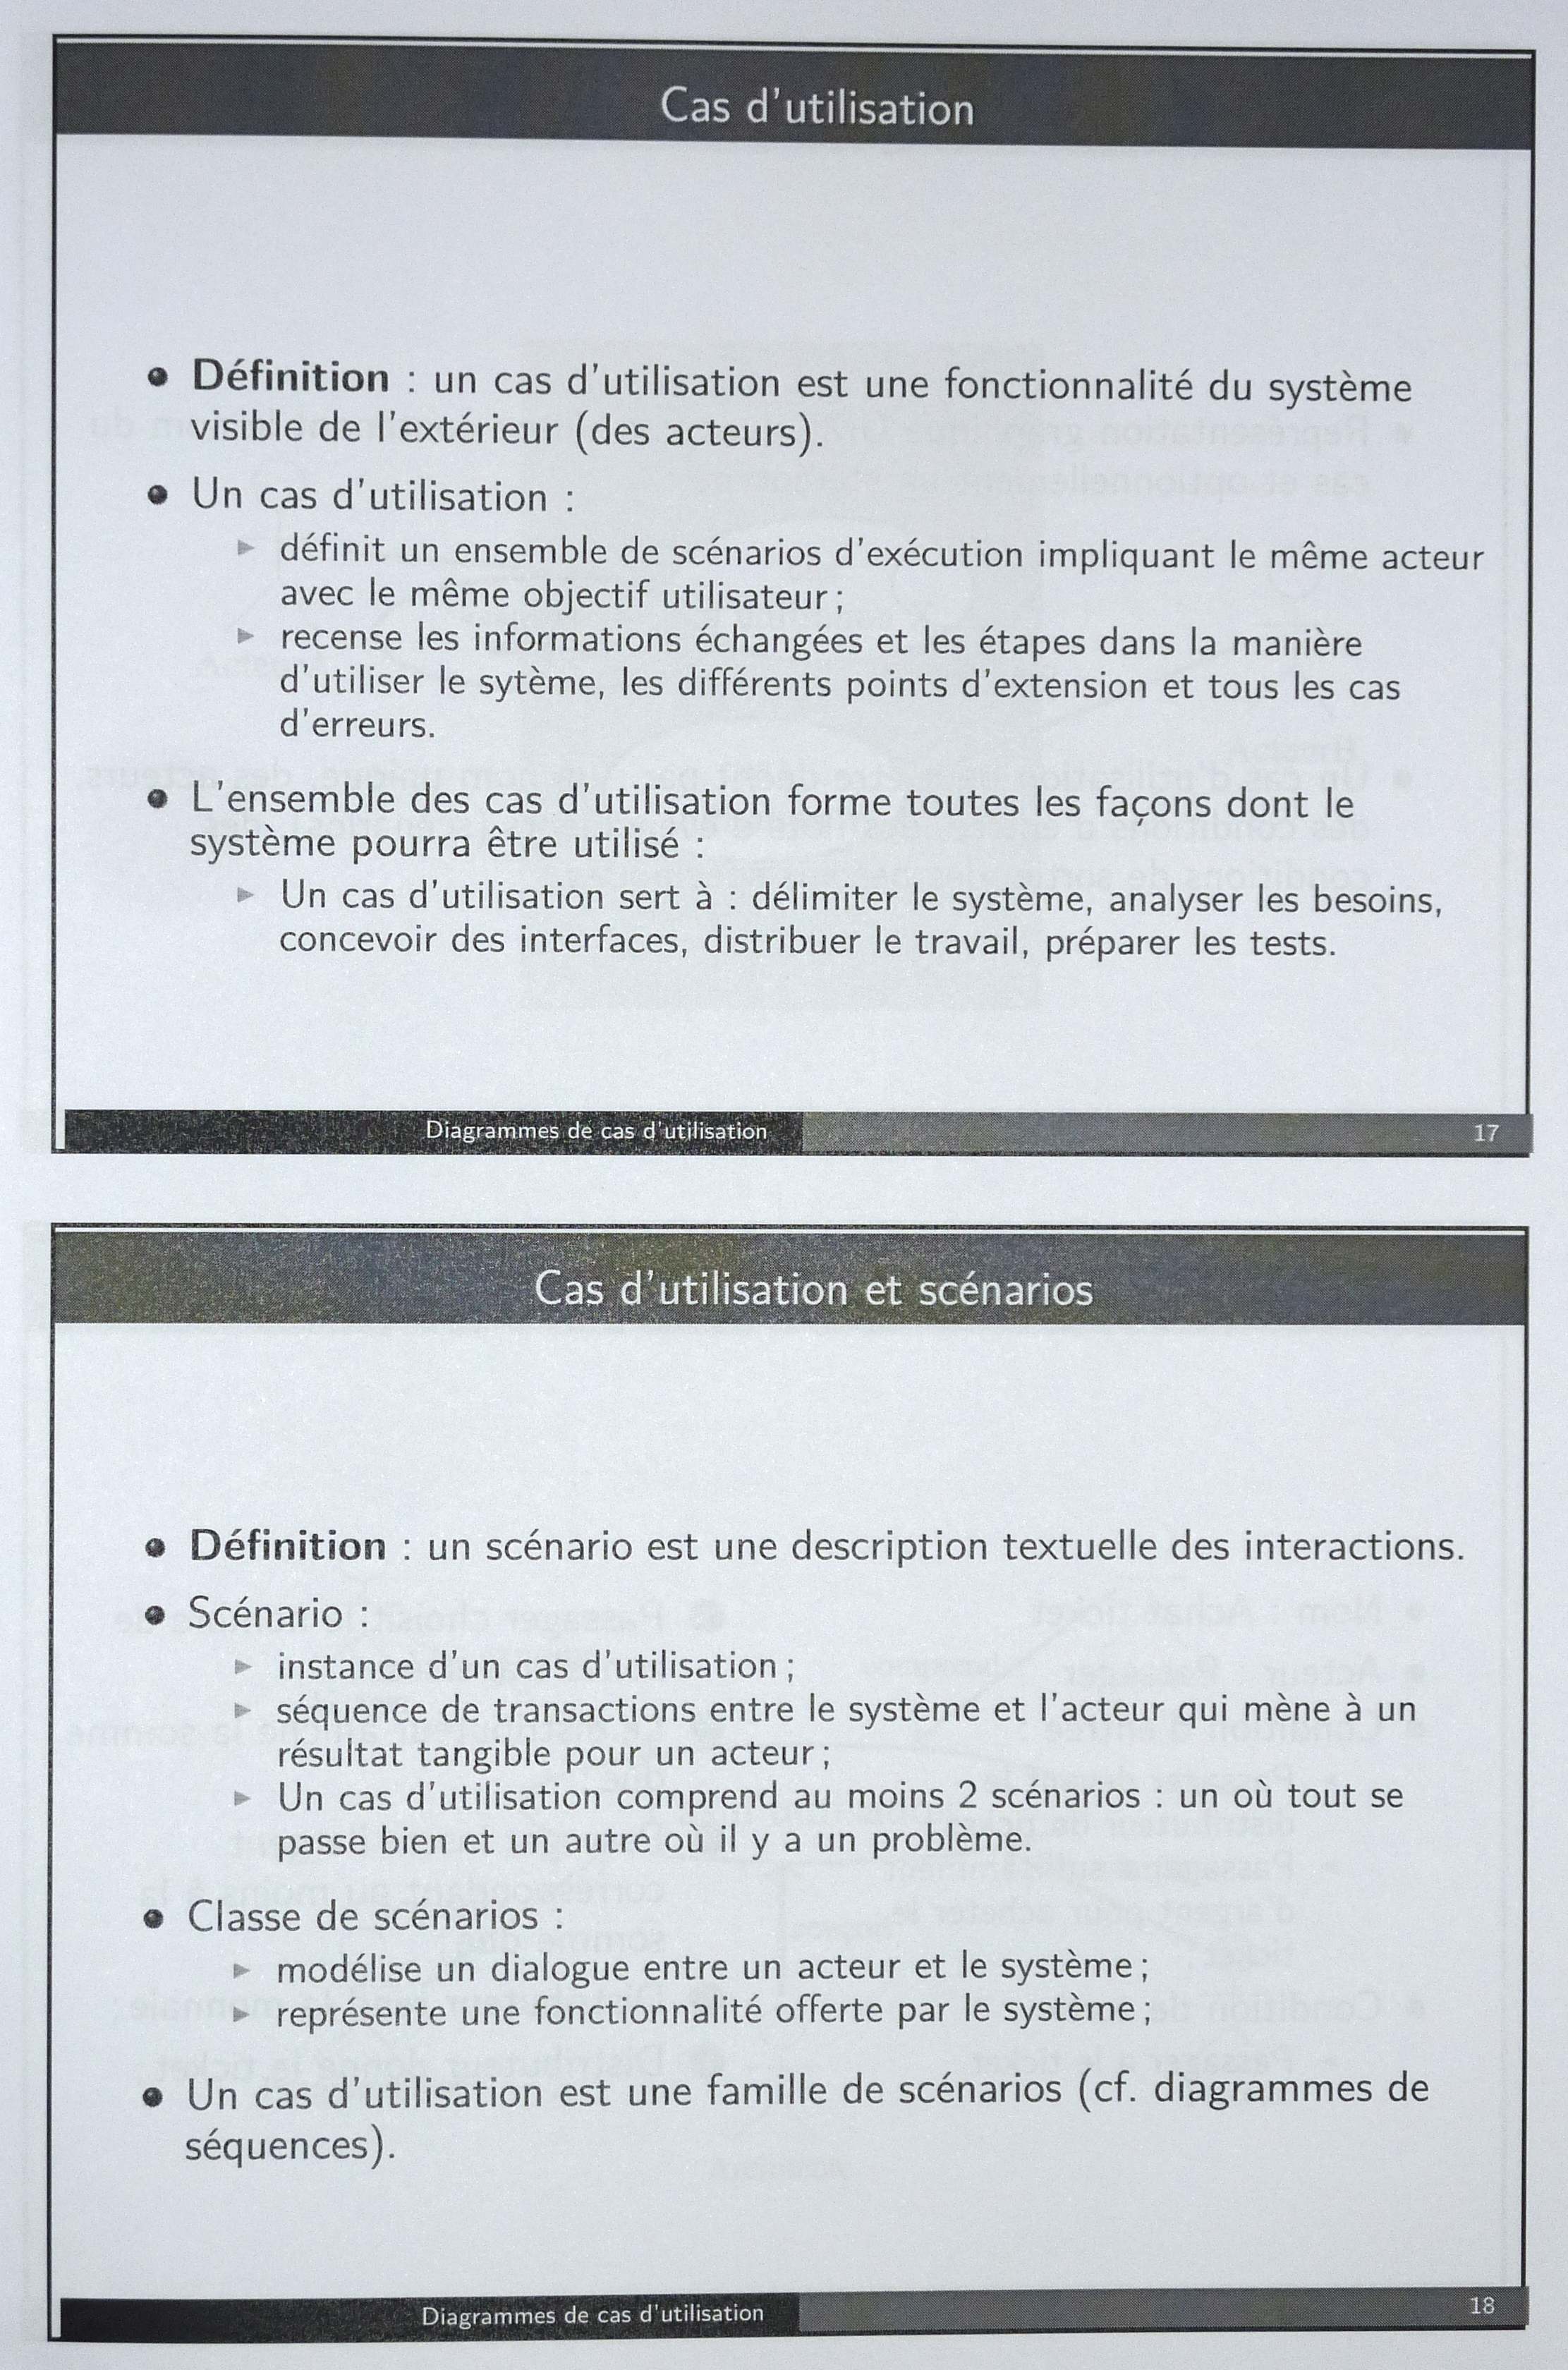 Cas d'utilisation
• Définition : un cas d'utilisation est une fonctionnalité du système
visible de l'extérieur (des acteurs).
• Un cas d'utilisation :
► définit un ensemble de scénarios d'exécution impliquant le même acteur
avec le même objectif utilisateur ;
► recense les informations échangées et les étapes dans la manière
d'utiliser le sytème, les différents points d'extension et tous les cas
d'erreurs.
• L'ensemble des cas d'utilisation forme toutes les façons dont le
système pourra être utilisé :
► Un cas d'utilisation sert à : délimiter le système, analyser les besoins,
concevoir des interfaces, distribuer le travail, préparer les tests.
Diagrammes de cas d'utilisation 17
Cas d'utilisation et scénarios
• Définition : un scénario est une description textuelle des interactions.
• Scénario :
► instance d'un cas d'utilisation ;
► séquence de transactions entre le système et l'acteur qui mène à un
résultat tangible pour un acteur ;
► Un cas d'utilisation comprend au moins 2 scénarios : un où tout se
passe bien et un autre où il y a un problème.
• Classe de scénarios :
► modélise un dialogue entre un acteur et le système ;
► représente une fonctionnalité offerte par le système ;
• Un cas d'utilisation est une famille de scénarios (cf. diagrammes de
séquences).
Diagrammes de cas d'utilisation 18